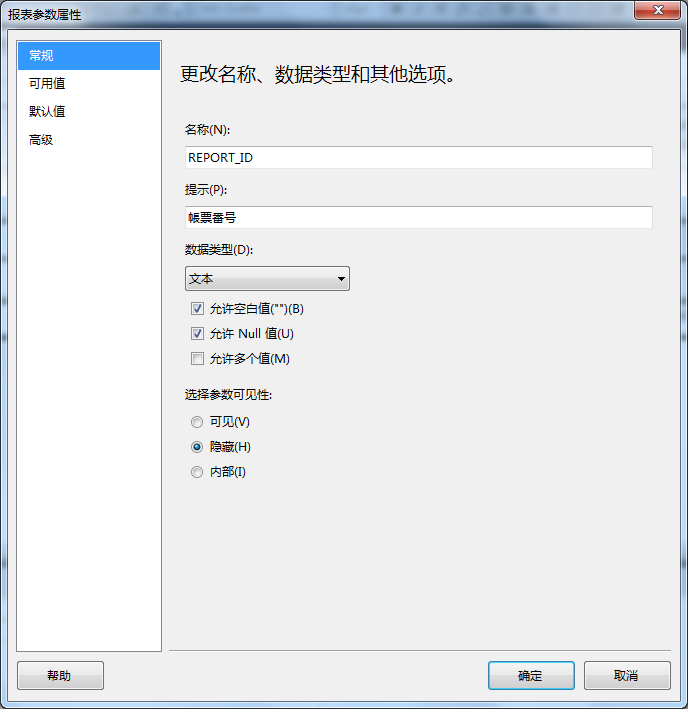 报表参数属性
常规
可用值
默认值
高级
更改名称、数据类型和其他选项。
名称(N):
REPORT_ID
提示(P):
帳票番号
数据类型(D):
文本
允许空白值("")(B)
允许 Null 值(U)
允许多个值(M)
选择参数可见性:
可见(V)
隐藏(H)
内部(I)
帮助
确定
取消